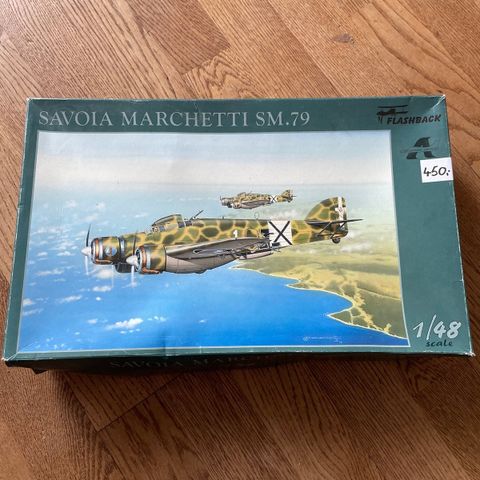 SAVOIA MARCHETTI SM.79
FLASHBACK
450.-
1/48
scale
SAVOIA MARCHETTI